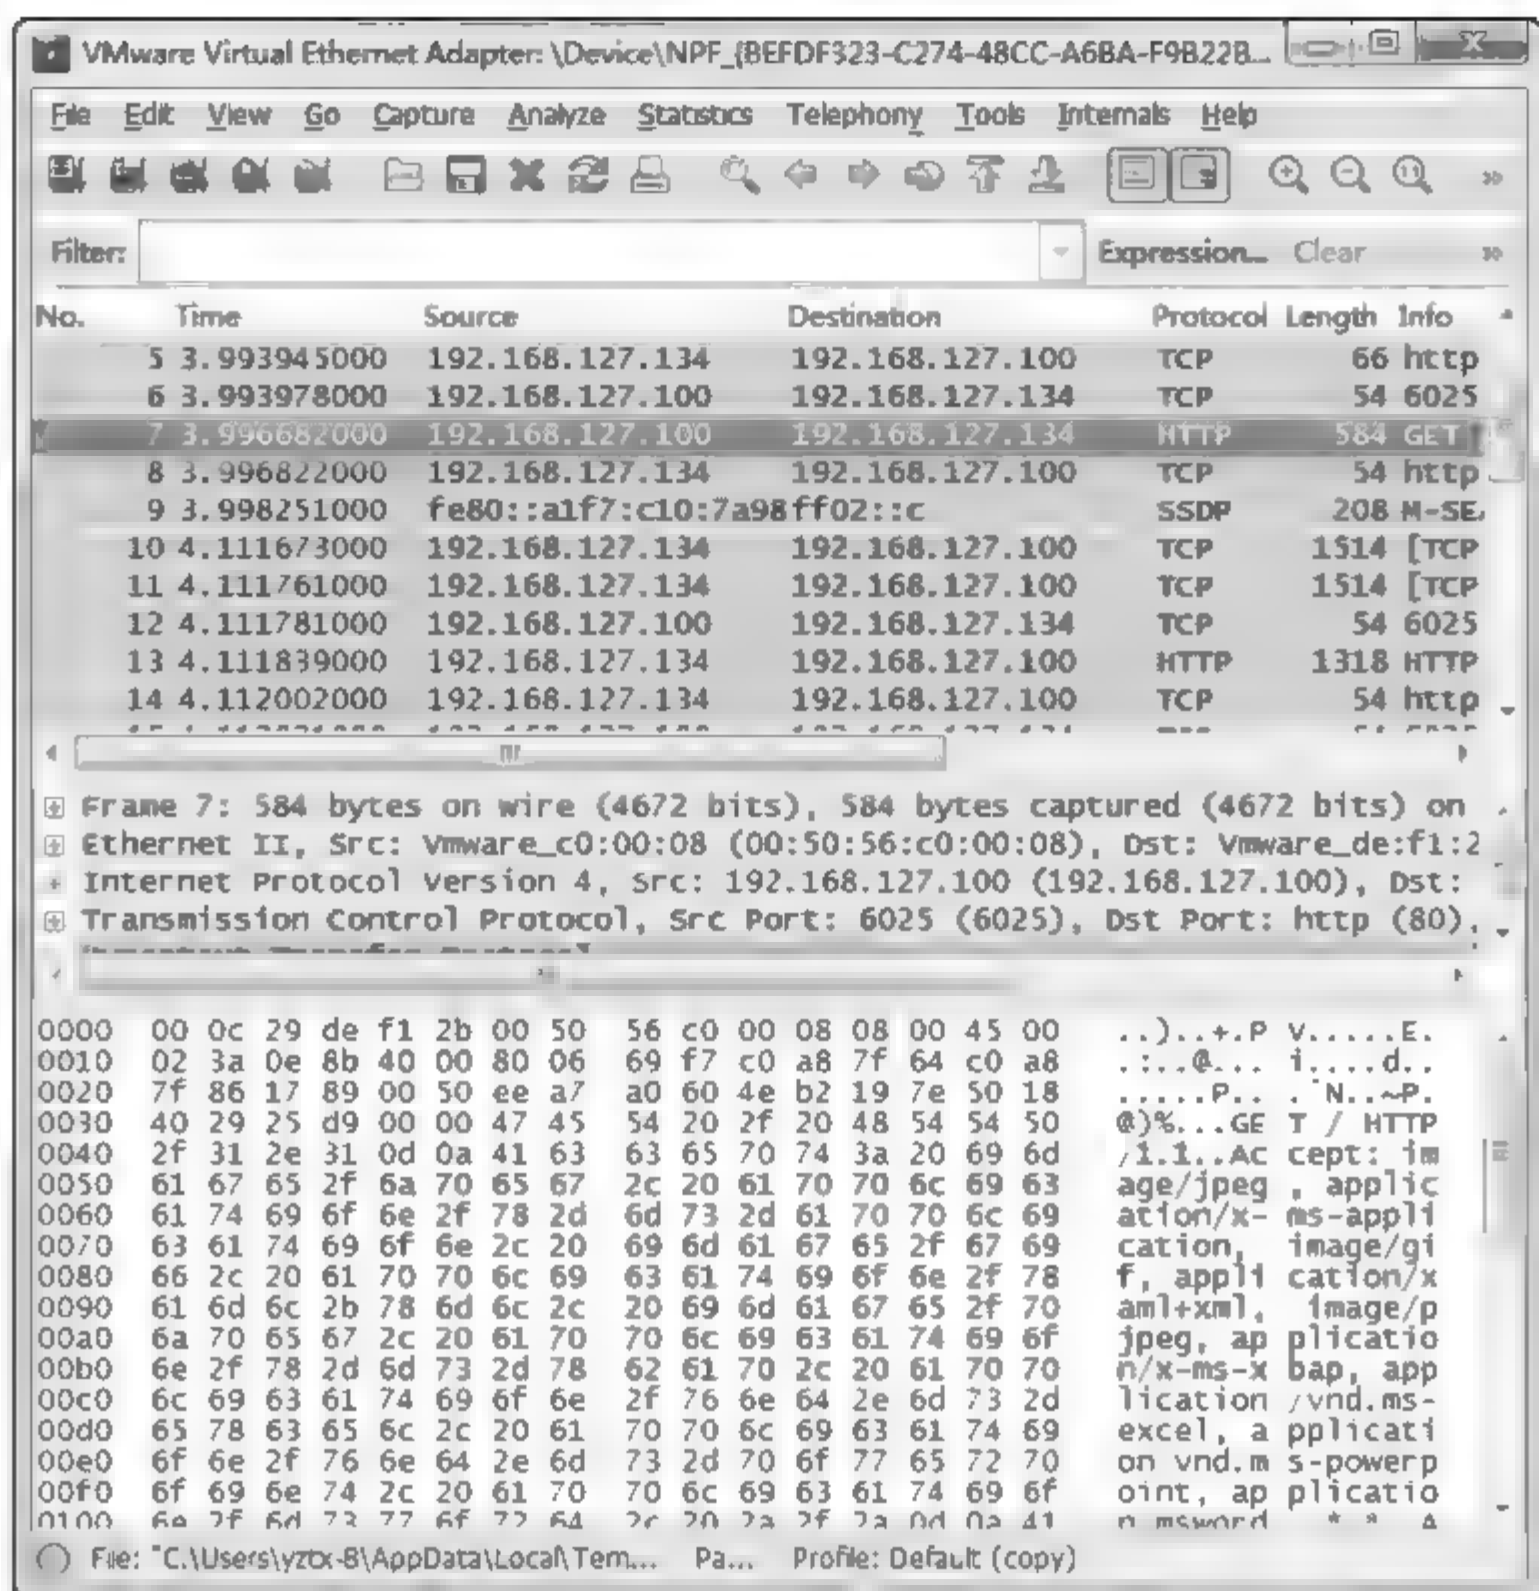 VMware Virtual Ethernet Adapter: \Device\NPF_{BEFDF323-C274-48CC-A6BA-F9B22B...
File Edit View Go Capture Analyze Statistics Telephony Tools Internals Help
Filter: Expression... Clear
No. Time Source Destination Protocol Length Info
5 3.993945000 192.168.127.134 192.168.127.100 TCP 66 http
6 3.993978000 192.168.127.100 192.168.127.134 TCP 54 6025
7 3.996682000 192.168.127.100 192.168.127.134 HTTP 584 GET
8 3.996822000 192.168.127.134 192.168.127.100 TCP 54 http
9 3.998251000 fe80::a1f7:c10:7a98 ff02::c SSDP 208 M-SE
10 4.111673000 192.168.127.134 192.168.127.100 TCP 1514 [TCP
11 4.111761000 192.168.127.134 192.168.127.100 TCP 1514 [TCP
12 4.111781000 192.168.127.100 192.168.127.134 TCP 54 6025
13 4.111839000 192.168.127.134 192.168.127.100 HTTP 1318 HTTP
14 4.112002000 192.168.127.134 192.168.127.100 TCP 54 http
Frame 7: 584 bytes on wire (4672 bits), 584 bytes captured (4672 bits) on
Ethernet II, Src: Vmware_c0:00:08 (00:50:56:c0:00:08), Dst: Vmware_de:f1:2
Internet Protocol Version 4, Src: 192.168.127.100 (192.168.127.100), Dst:
Transmission Control Protocol, Src Port: 6025 (6025), Dst Port: http (80),
0000 00 0c 29 de f1 2b 00 50 56 c0 00 08 08 00 45 00 ..)..+.P V.....E.
0010 02 3a 0e 8b 40 00 80 06 69 f7 c0 a8 7f 64 c0 a8 .:..@... i....d..
0020 7f 86 17 89 00 50 ee a7 a0 60 4e b2 19 7e 50 18 .....P.. .`N..~P.
0030 40 29 25 d9 00 00 47 45 54 20 2f 20 48 54 54 50 @)%...GE T / HTTP
0040 2f 31 2e 31 0d 0a 41 63 63 65 70 74 3a 20 69 6d /1.1..Ac cept: im
0050 61 67 65 2f 6a 70 65 67 2c 20 61 70 70 6c 69 63 age/jpeg , applic
0060 61 74 69 6f 6e 2f 78 2d 6d 73 2d 61 70 70 6c 69 ation/x- ms-appli
0070 63 61 74 69 6f 6e 2c 20 69 6d 61 67 65 2f 67 69 cation, image/gi
0080 66 2c 20 61 70 70 6c 69 63 61 74 69 6f 6e 2f 78 f, appli cation/x
0090 61 6d 6c 2b 78 6d 6c 2c 20 69 6d 61 67 65 2f 70 aml+xml, image/p
00a0 6a 70 65 67 2c 20 61 70 70 6c 69 63 61 74 69 6f jpeg, ap plicatio
00b0 6e 2f 78 2d 6d 73 2d 78 62 61 70 2c 20 61 70 70 n/x-ms-x bap, app
00c0 6c 69 63 61 74 69 6f 6e 2f 76 6e 64 2e 6d 73 2d lication /vnd.ms-
00d0 65 78 63 65 6c 2c 20 61 70 70 6c 69 63 61 74 69 excel, a pplicati
00e0 6f 6e 2f 76 6e 64 2e 6d 73 2d 70 6f 77 65 72 70 on vnd.m s-powerp
00f0 6f 69 6e 74 2c 20 61 70 70 6c 69 63 61 74 69 6f oint, ap plicatio
0100 6e 2f 6d 73 77 6f 72 64 2c 20 2a 2f 2a 0d 0a 41 n msword
File: "C:\Users\yztx-8\AppData\Local\Tem... Pa... Profile: Default (copy)